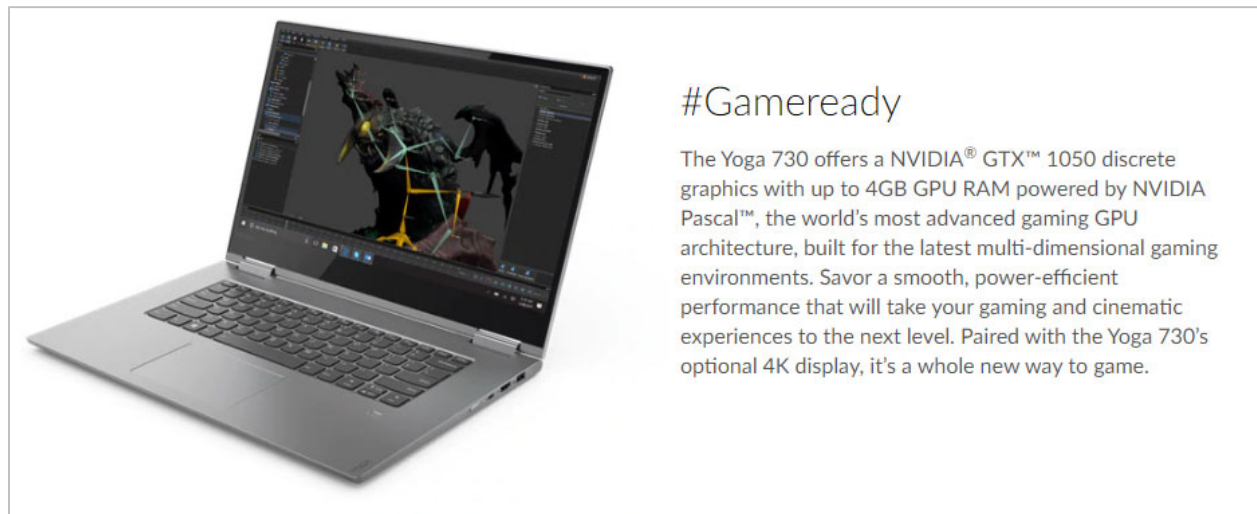 #Gameready
The Yoga 730 offers a NVIDIA® GTX™ 1050 discrete
graphics with up to 4GB GPU RAM powered by NVIDIA
Pascal™, the world’s most advanced gaming GPU
architecture, built for the latest multi-dimensional gaming
environments. Savor a smooth, power-efficient
performance that will take your gaming and cinematic
experiences to the next level. Paired with the Yoga 730’s
optional 4K display, it’s a whole new way to game.